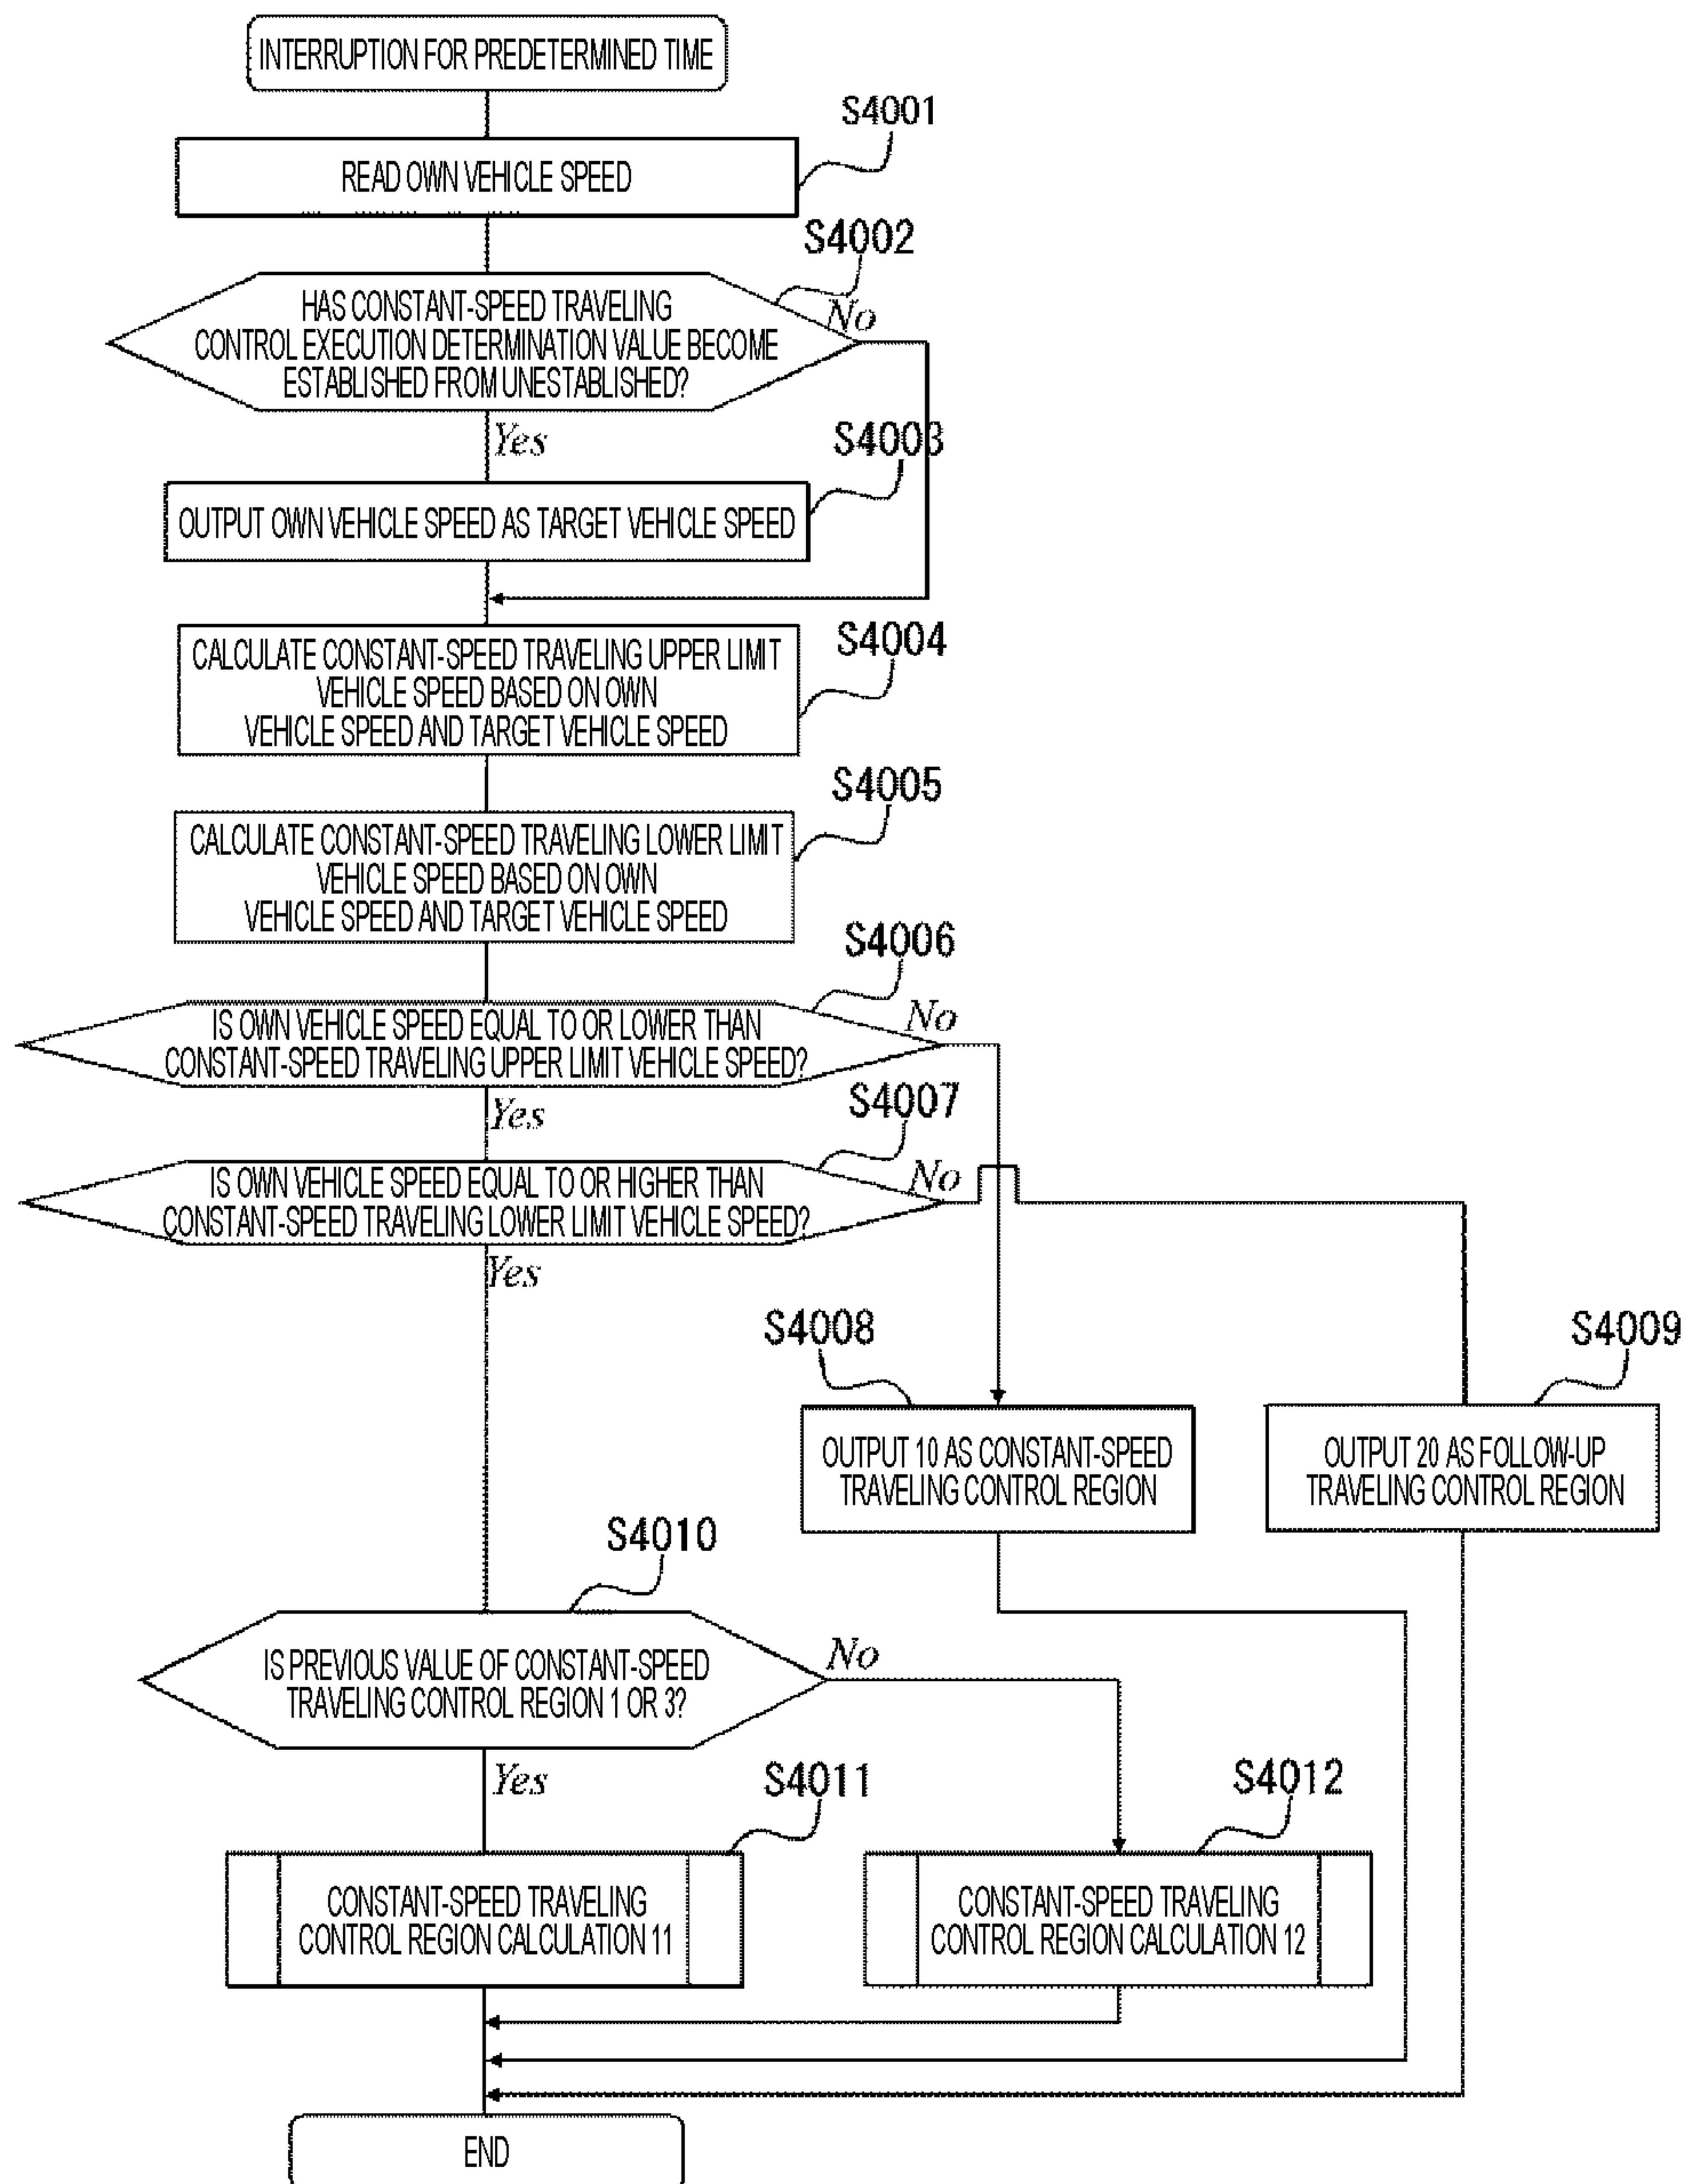 INTERRUPTION FOR PREDETERMINED TIME
S4001
READ OWN VEHICLE SPEED
S4002
HAS CONSTANT-SPEED TRAVELING
CONTROL EXECUTION DETERMINATION VALUE BECOME
ESTABLISHED FROM UNESTABLISHED?
No
Yes
S4003
OUTPUT OWN VEHICLE SPEED AS TARGET VEHICLE SPEED
S4004
CALCULATE CONSTANT-SPEED TRAVELING UPPER LIMIT
VEHICLE SPEED BASED ON OWN
VEHICLE SPEED AND TARGET VEHICLE SPEED
S4005
CALCULATE CONSTANT-SPEED TRAVELING LOWER LIMIT
VEHICLE SPEED BASED ON OWN
VEHICLE SPEED AND TARGET VEHICLE SPEED
S4006
IS OWN VEHICLE SPEED EQUAL TO OR LOWER THAN
CONSTANT-SPEED TRAVELING UPPER LIMIT VEHICLE SPEED?
No
Yes
S4007
IS OWN VEHICLE SPEED EQUAL TO OR HIGHER THAN
CONSTANT-SPEED TRAVELING LOWER LIMIT VEHICLE SPEED?
No
Yes
S4008
OUTPUT 10 AS CONSTANT-SPEED
TRAVELING CONTROL REGION
S4009
OUTPUT 20 AS FOLLOW-UP
TRAVELING CONTROL REGION
S4010
IS PREVIOUS VALUE OF CONSTANT-SPEED
TRAVELING CONTROL REGION 1 OR 3?
No
Yes
S4011
CONSTANT-SPEED TRAVELING
CONTROL REGION CALCULATION 11
S4012
CONSTANT-SPEED TRAVELING
CONTROL REGION CALCULATION 12
END